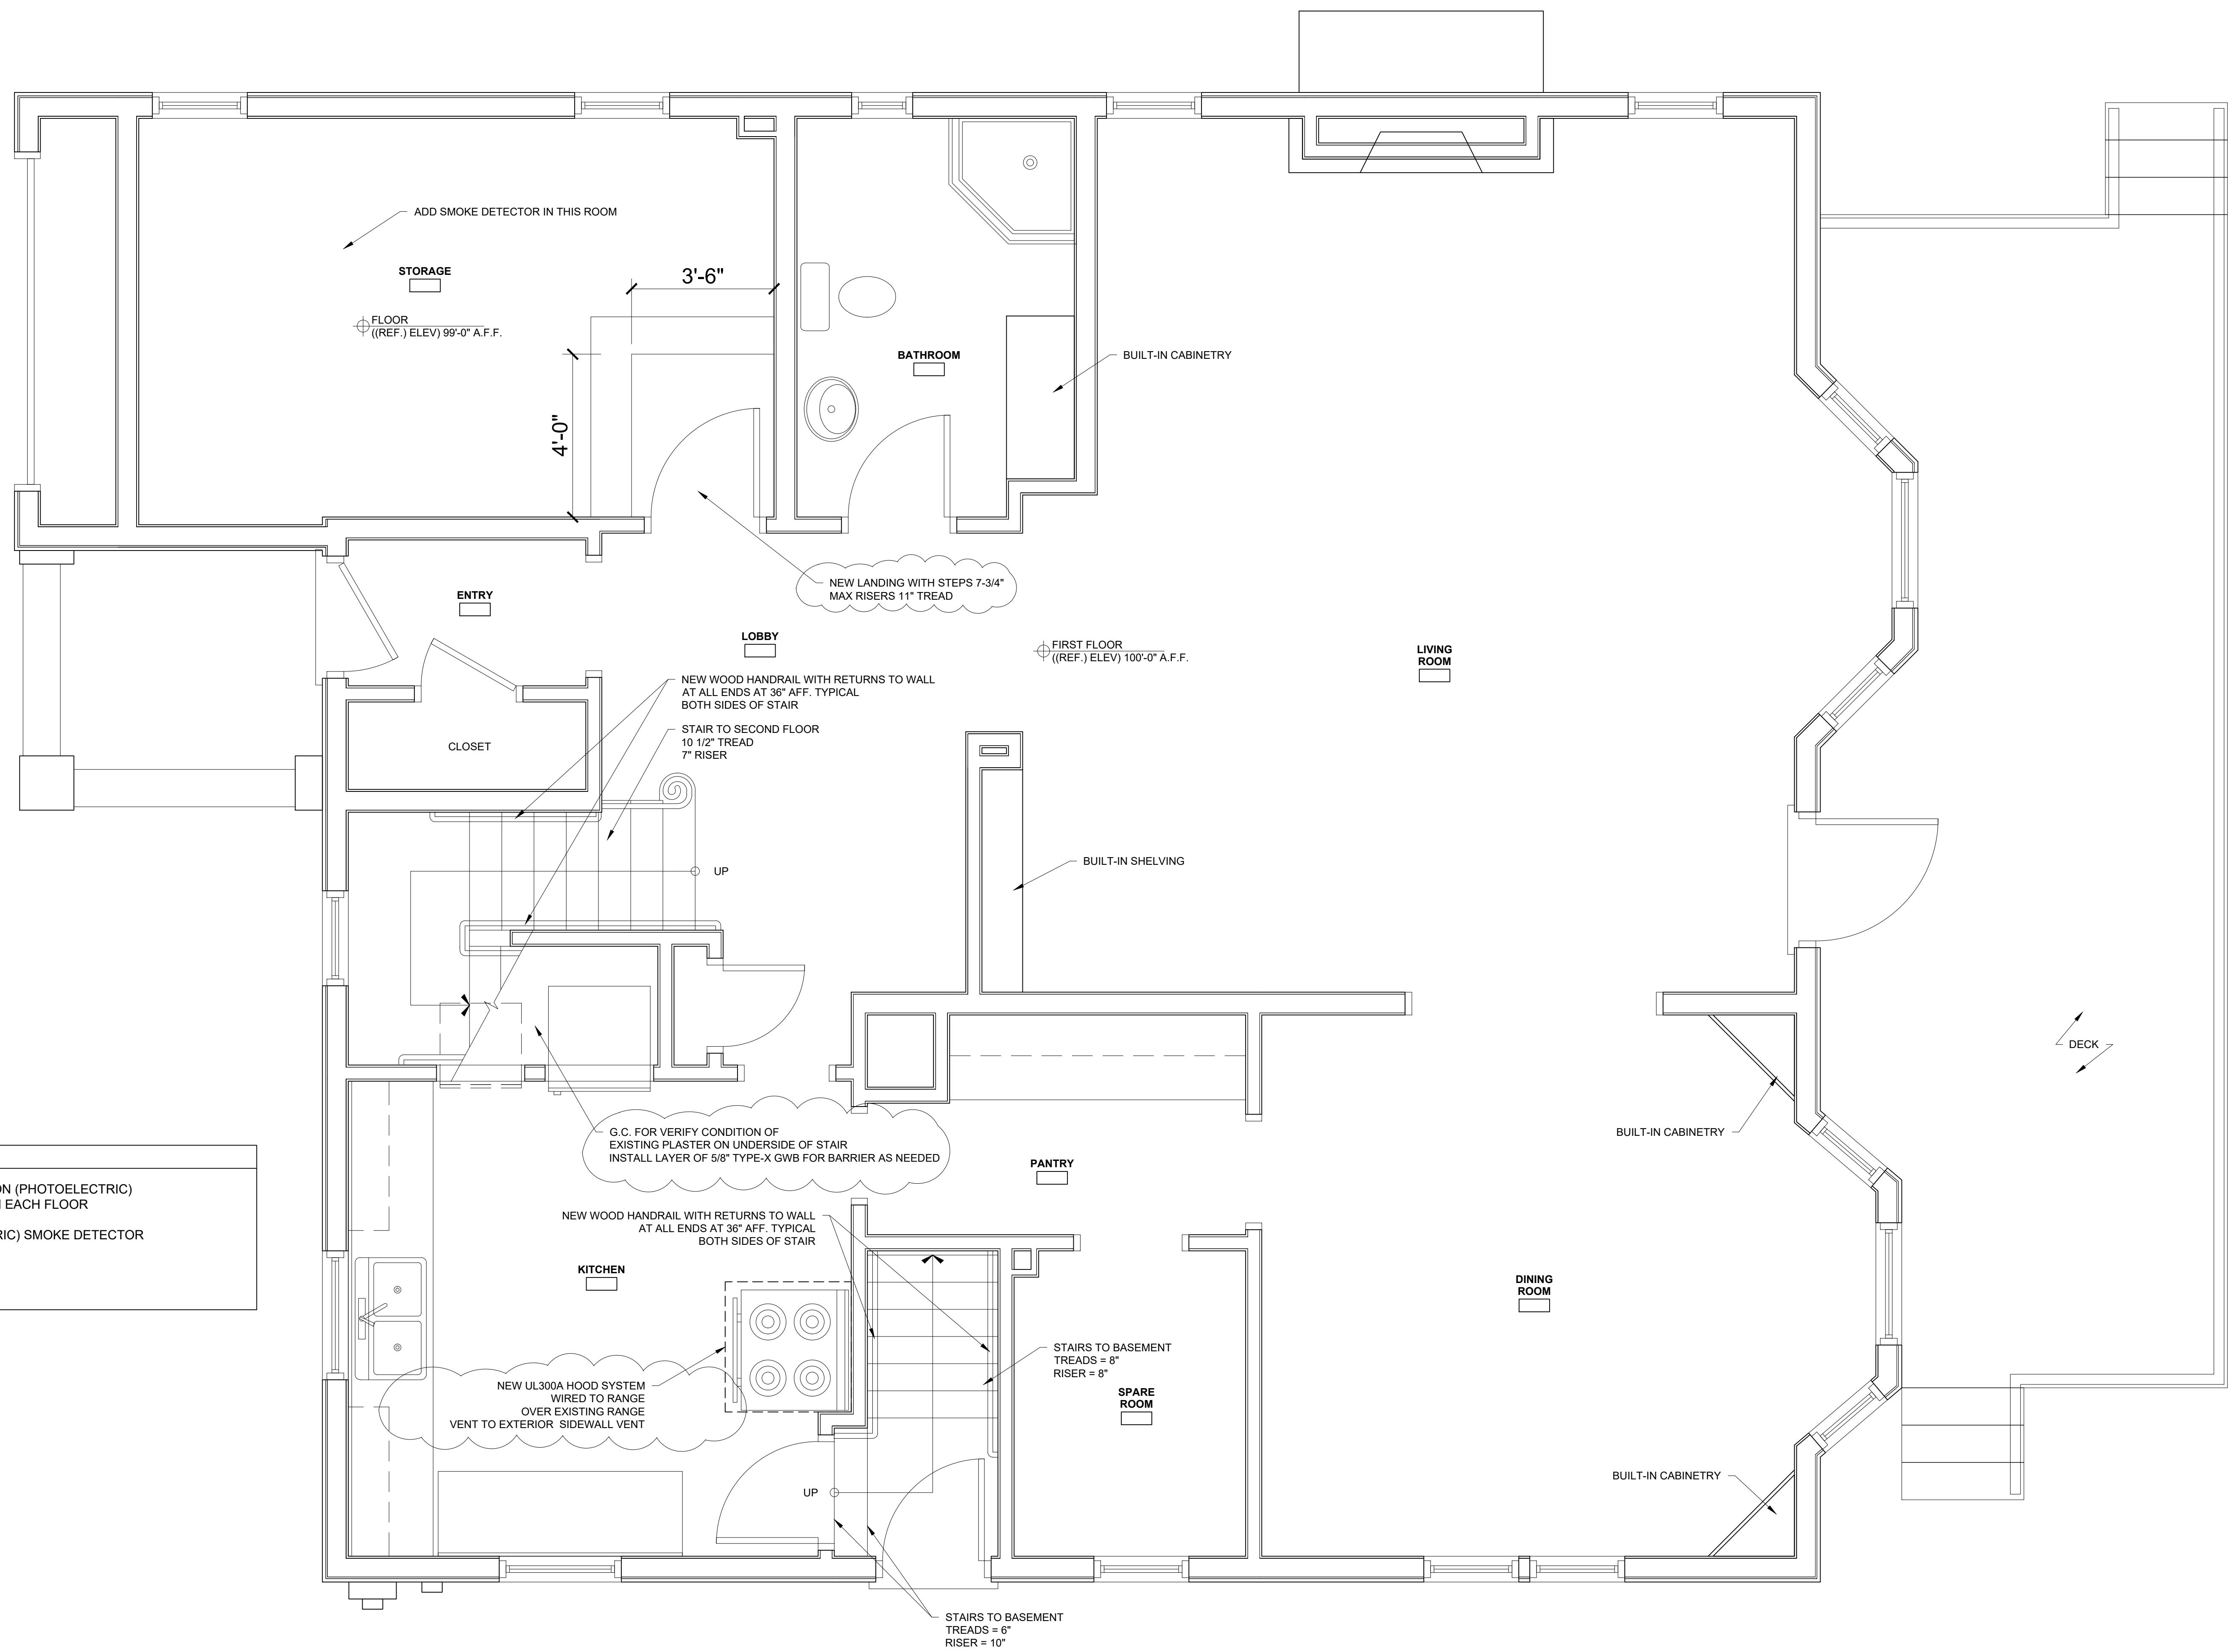 ADD SMOKE DETECTOR IN THIS ROOM
STORAGE
3'-6"
FLOOR
((REF.) ELEV) 99'-0" A.F.F.
4'-0"
BATHROOM
BUILT-IN CABINETRY
NEW LANDING WITH STEPS 7-3/4"
MAX RISERS 11" TREAD
ENTRY
LOBBY
FIRST FLOOR
((REF.) ELEV) 100'-0" A.F.F.
LIVING
ROOM
NEW WOOD HANDRAIL WITH RETURNS TO WALL
AT ALL ENDS AT 36" AFF. TYPICAL
BOTH SIDES OF STAIR
STAIR TO SECOND FLOOR
10 1/2" TREAD
7" RISER
CLOSET
UP
BUILT-IN SHELVING
DECK
G.C. FOR VERIFY CONDITION OF
EXISTING PLASTER ON UNDERSIDE OF STAIR
INSTALL LAYER OF 5/8" TYPE-X GWB FOR BARRIER AS NEEDED
BUILT-IN CABINETRY
PANTRY
ON (PHOTOELECTRIC)
EACH FLOOR
RIC) SMOKE DETECTOR
NEW WOOD HANDRAIL WITH RETURNS TO WALL
AT ALL ENDS AT 36" AFF. TYPICAL
BOTH SIDES OF STAIR
KITCHEN
DINING
ROOM
STAIRS TO BASEMENT
TREADS = 8"
RISER = 8"
SPARE
ROOM
NEW UL300A HOOD SYSTEM
WIRED TO RANGE
OVER EXISTING RANGE
VENT TO EXTERIOR SIDEWALL VENT
BUILT-IN CABINETRY
UP
STAIRS TO BASEMENT
TREADS = 6"
RISER = 10"